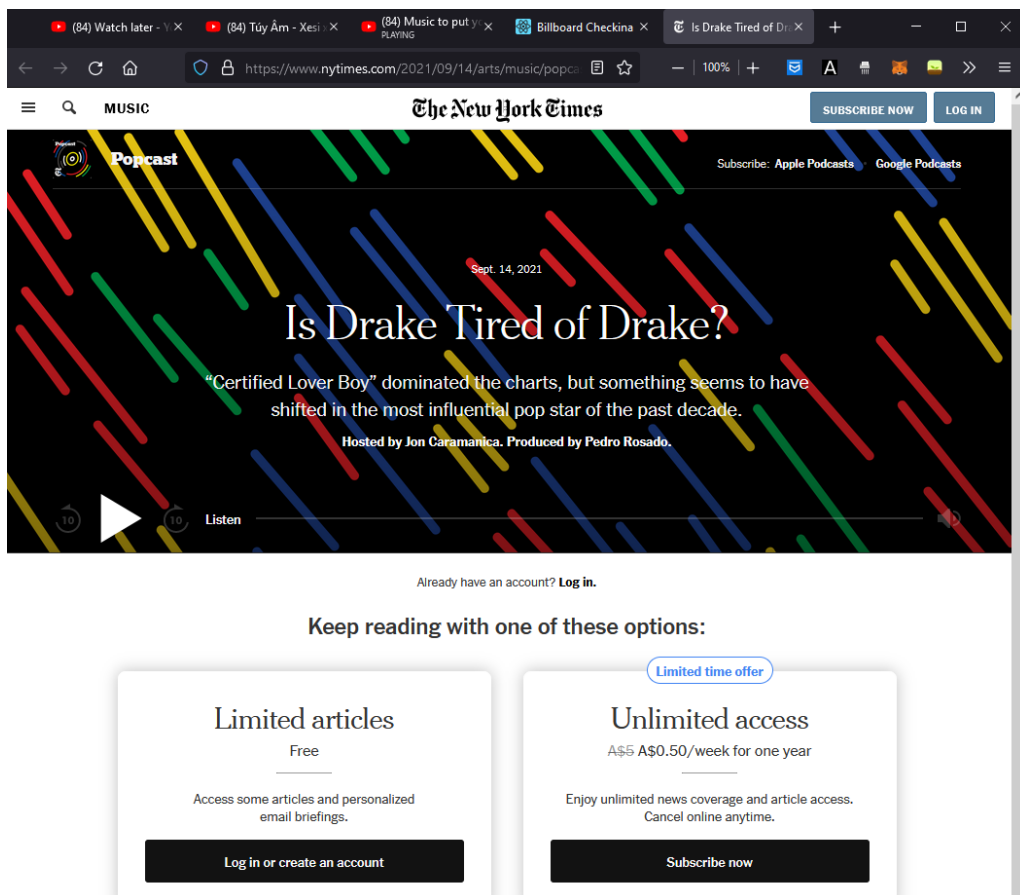 (84) Watch later - Y
(84) Túy Âm - Xesi x
(84) Music to put yo
PLAYING
Billboard Checkina
Is Drake Tired of Dra
https://www.nytimes.com/2021/09/14/arts/music/popca
100%
MUSIC
The New York Times
SUBSCRIBE NOW
LOG IN
Popcast
Popcast
Subscribe: Apple Podcasts Google Podcasts
Sept. 14, 2021
Is Drake Tired of Drake?
“Certified Lover Boy” dominated the charts, but something seems to have
shifted in the most influential pop star of the past decade.
Hosted by Jon Caramanica. Produced by Pedro Rosado.
10
10
Listen
Already have an account? Log in.
Keep reading with one of these options:
Limited articles
Free
Access some articles and personalized
email briefings.
Log in or create an account
Limited time offer
Unlimited access
A$5 A$0.50/week for one year
Enjoy unlimited news coverage and article access.
Cancel online anytime.
Subscribe now